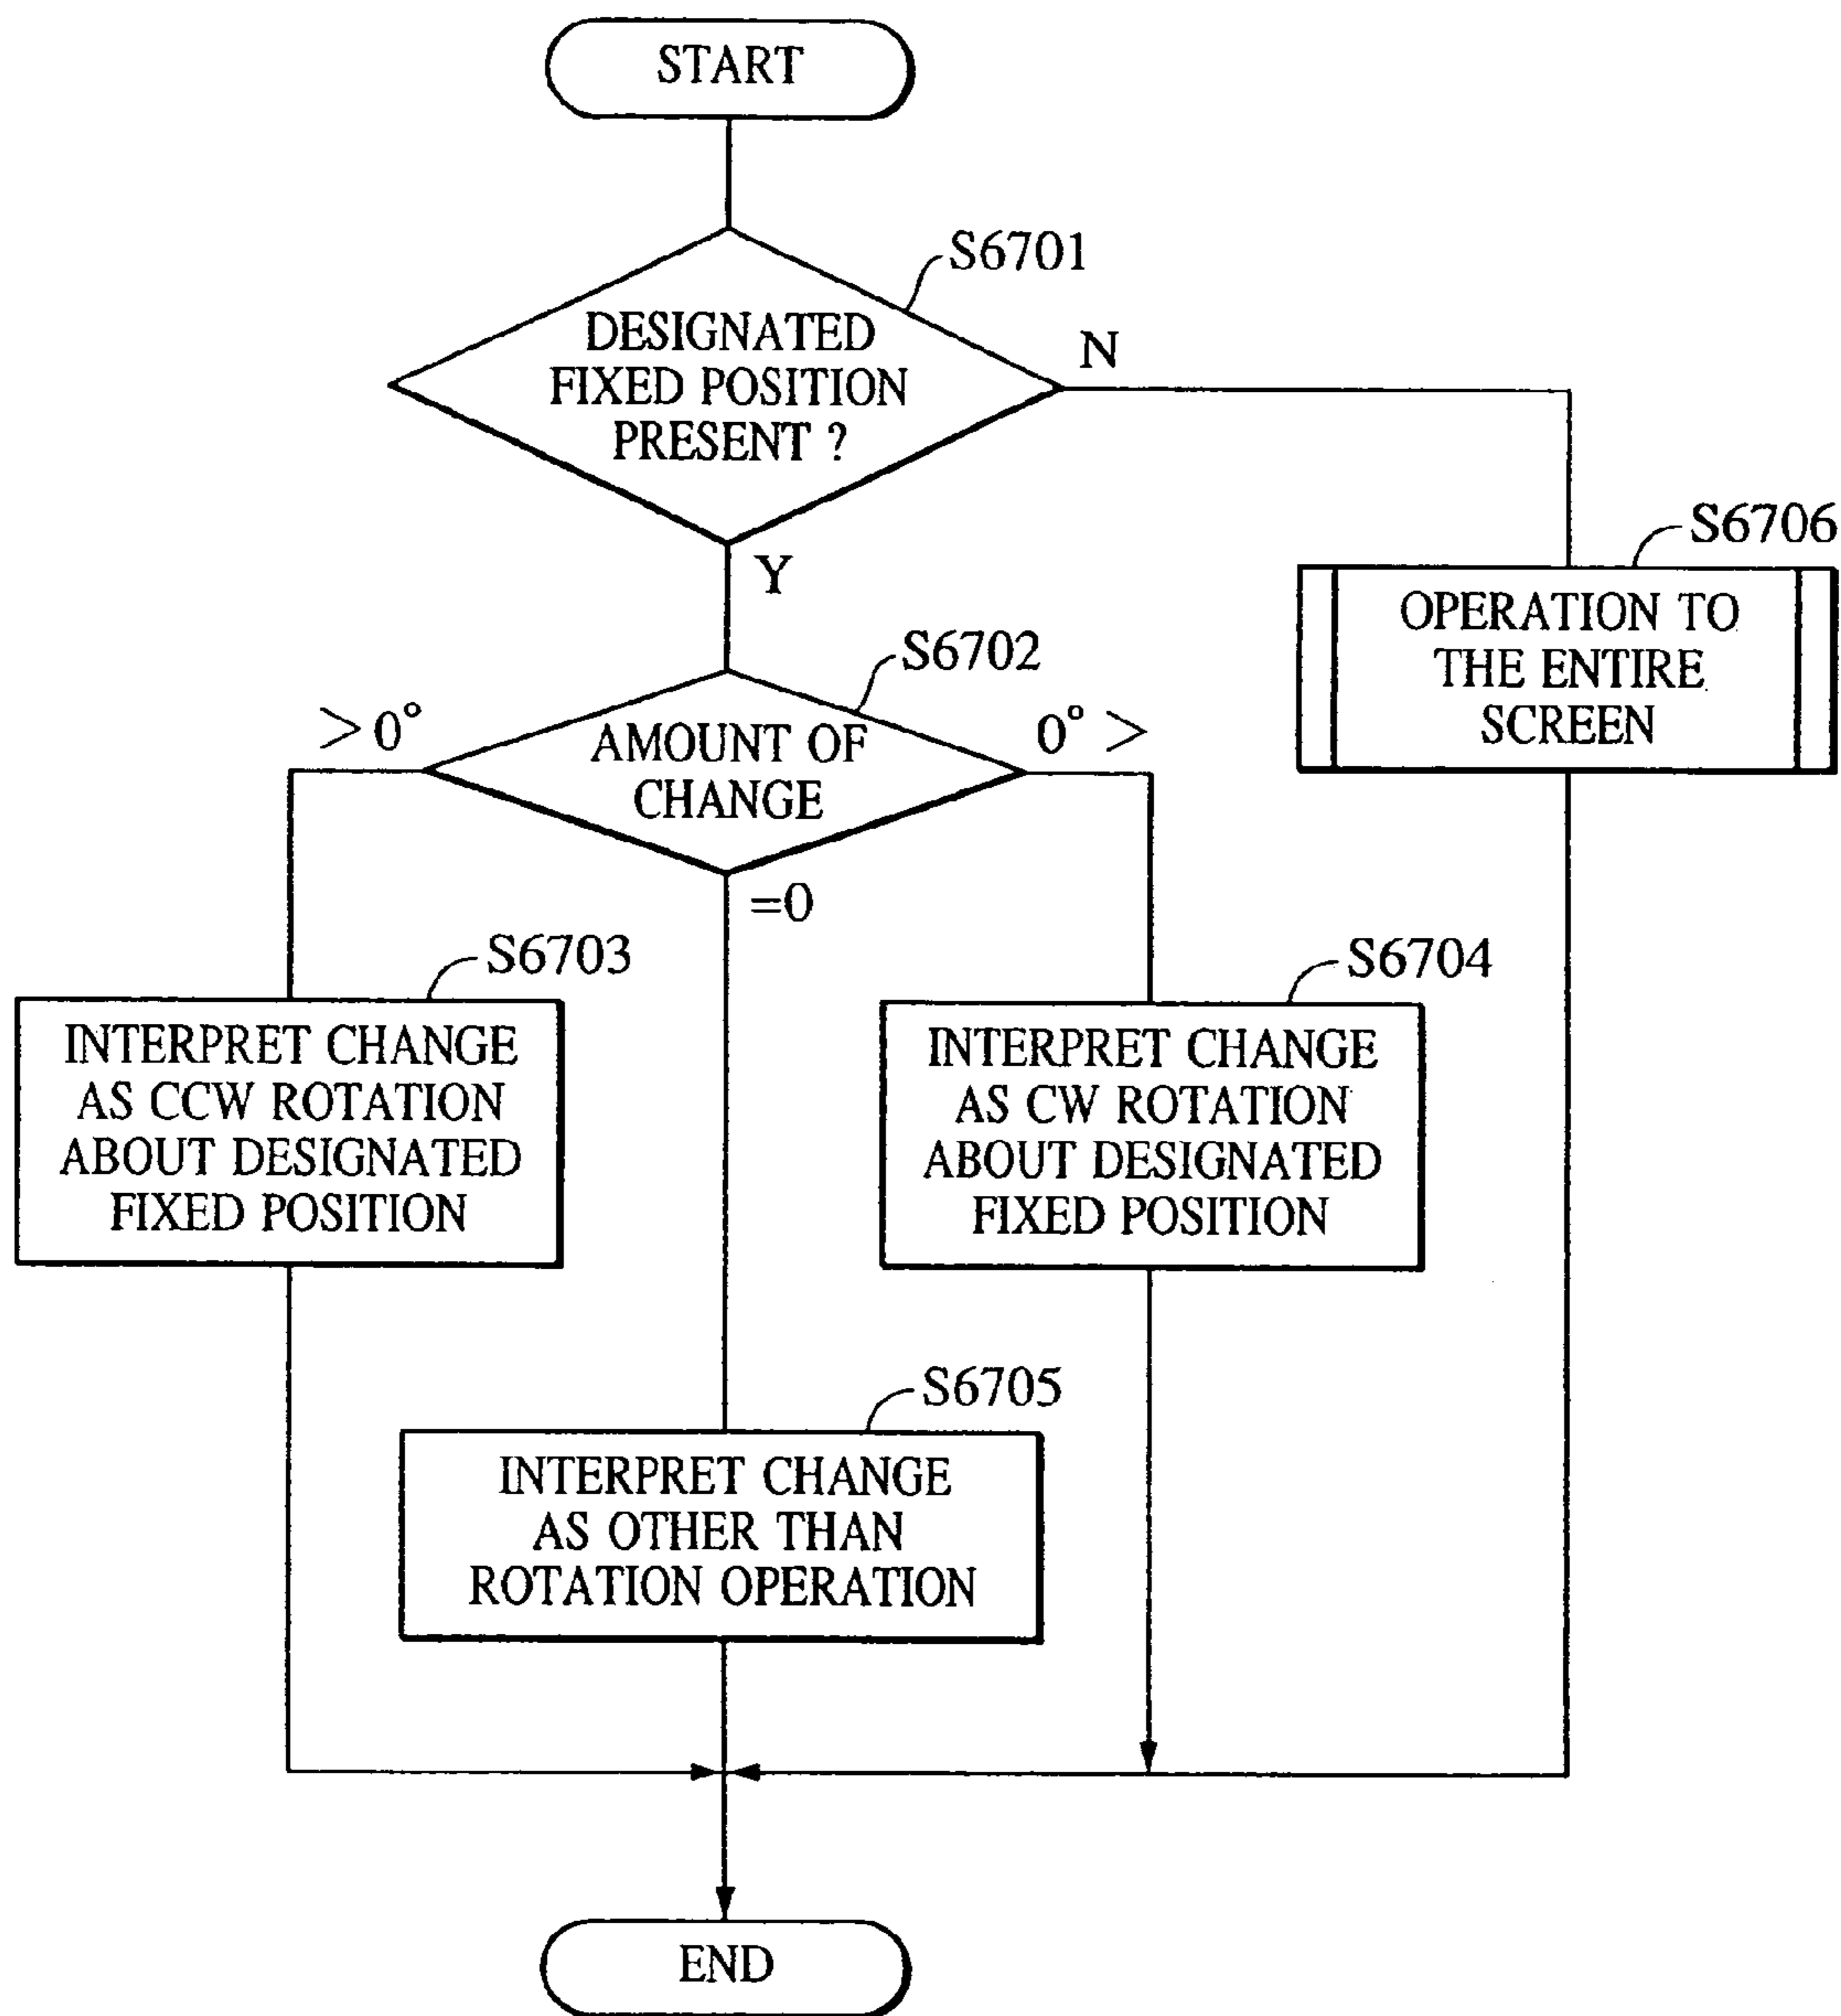 START
S6701
DESIGNATED
FIXED POSITION
PRESENT ?
N
Y
S6706
OPERATION TO
THE ENTIRE
SCREEN
S6702
>0°
AMOUNT OF
CHANGE
0° >
=0
S6703
INTERPRET CHANGE
AS CCW ROTATION
ABOUT DESIGNATED
FIXED POSITION
S6704
INTERPRET CHANGE
AS CW ROTATION
ABOUT DESIGNATED
FIXED POSITION
S6705
INTERPRET CHANGE
AS OTHER THAN
ROTATION OPERATION
END